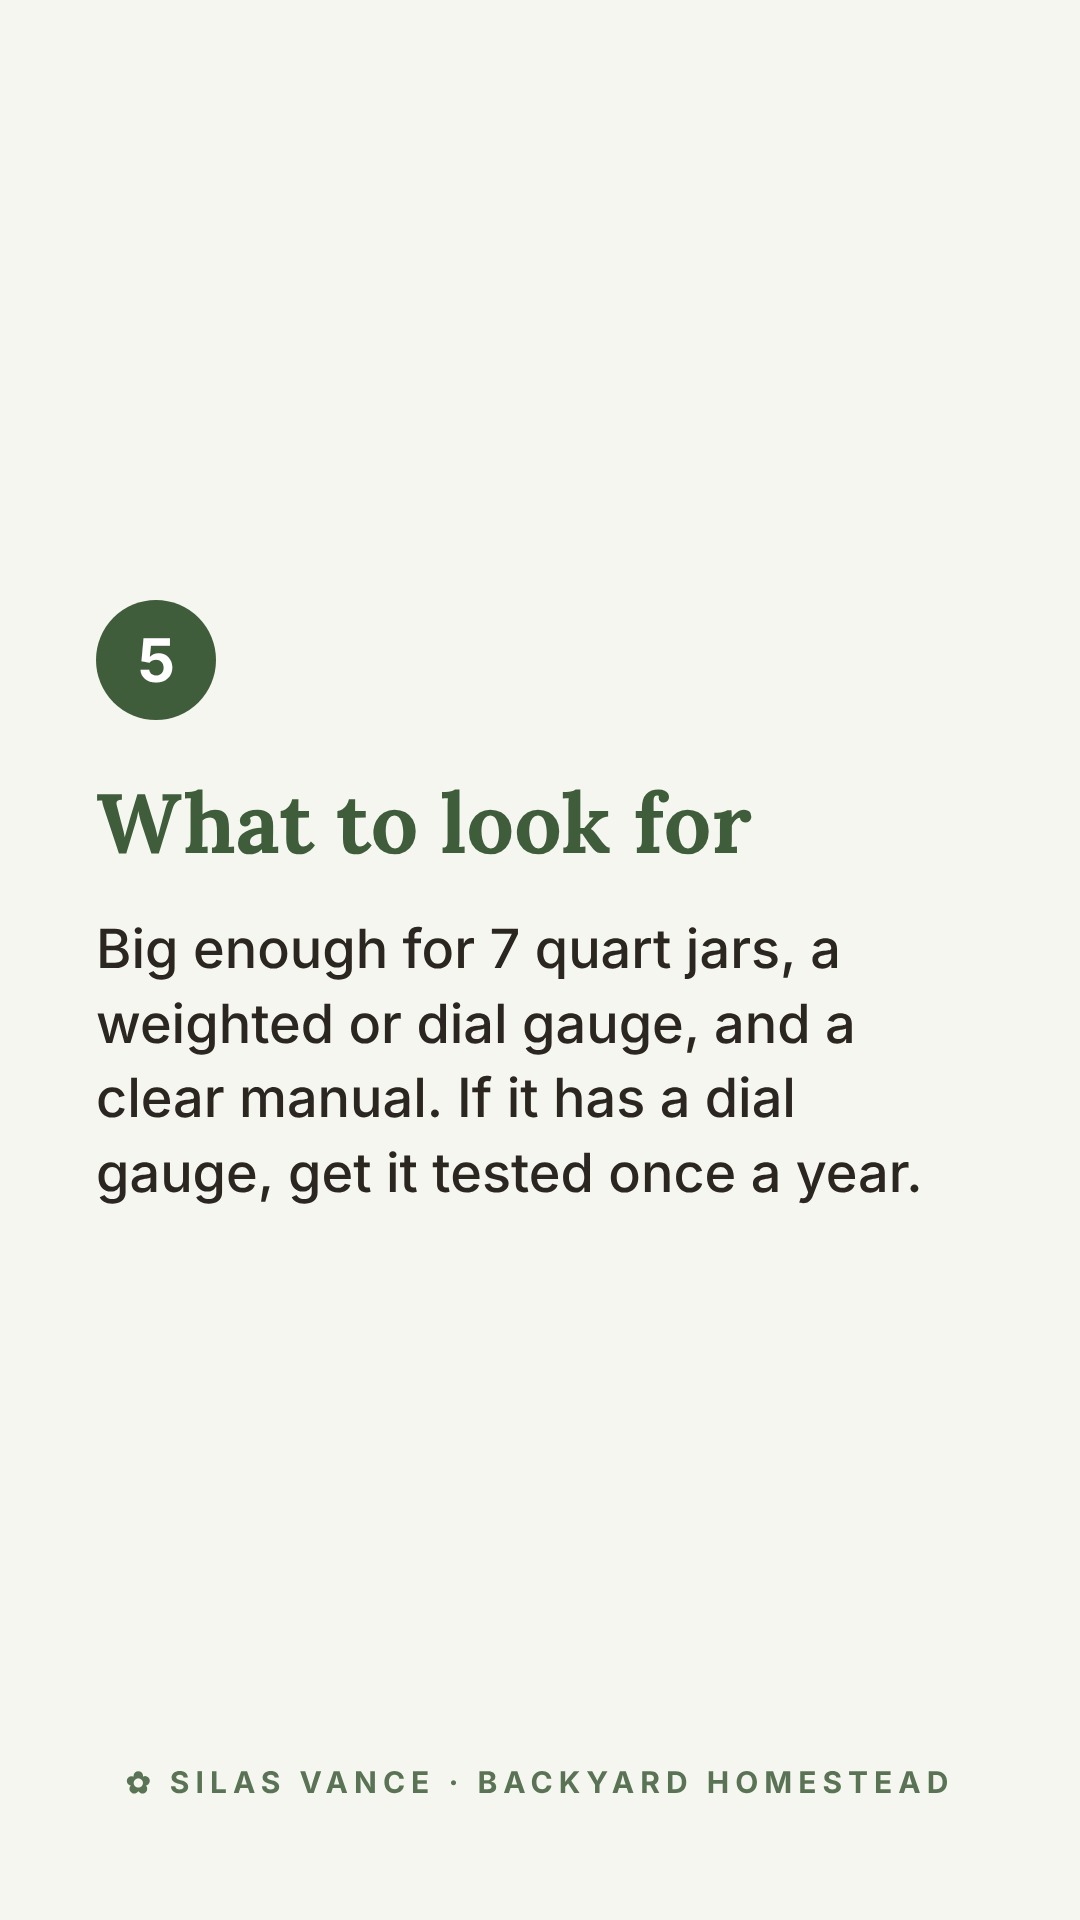 5
What to look for
Big enough for 7 quart jars, a
weighted or dial gauge, and a
clear manual. If it has a dial
gauge, get it tested once a year.
✿ SILAS VANCE · BACKYARD HOMESTEAD